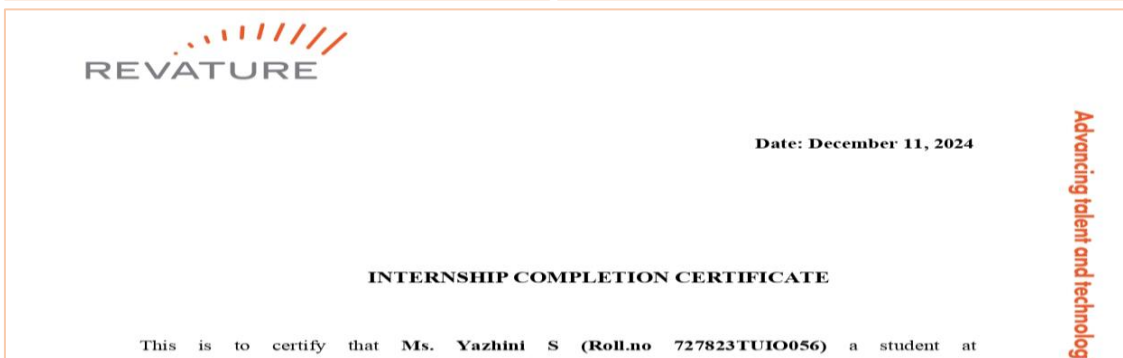 REVATURE
Date: December 11, 2024
INTERNSHIP COMPLETION CERTIFICATE
This is to certify that Ms. Yazhini S (Roll.no 727823TUIO056) a student at
Advancing talent and technolog